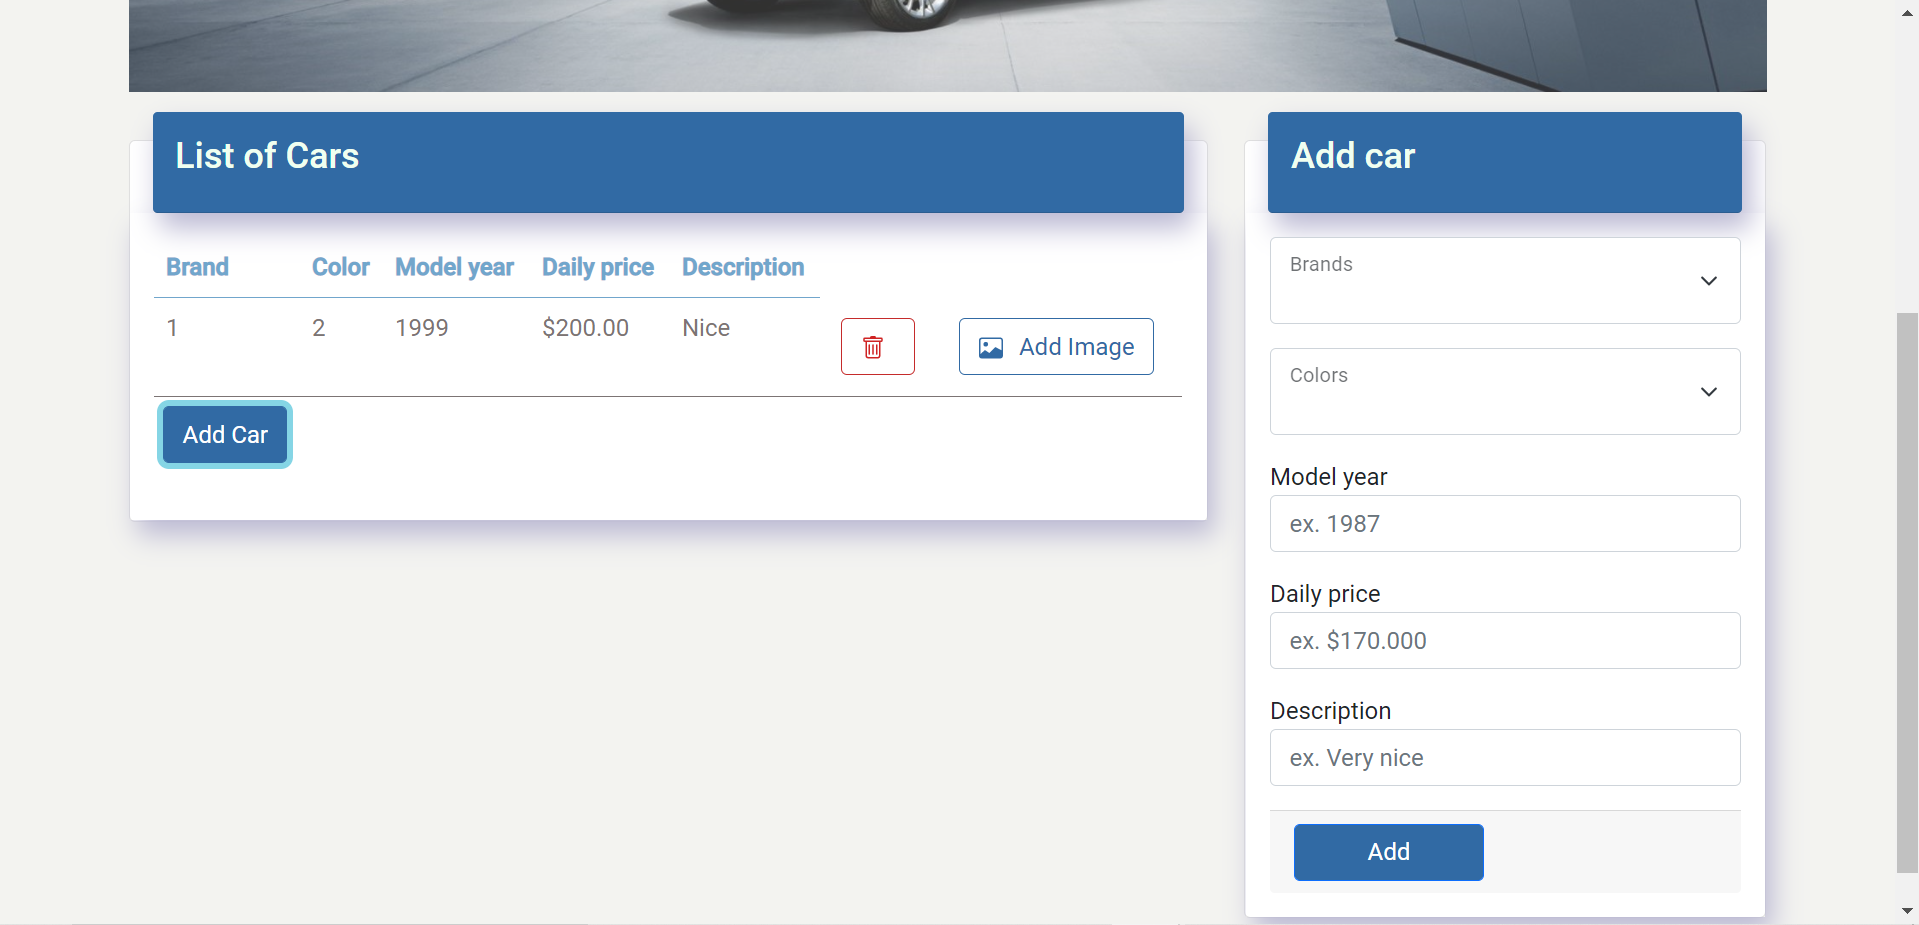 List of Cars
Brand Color Model year Daily price Description
1 2 1999 $200.00 Nice
Add Image
Add Car
Add car
Brands
Colors
Model year
ex. 1987
Daily price
ex. $170.000
Description
ex. Very nice
Add